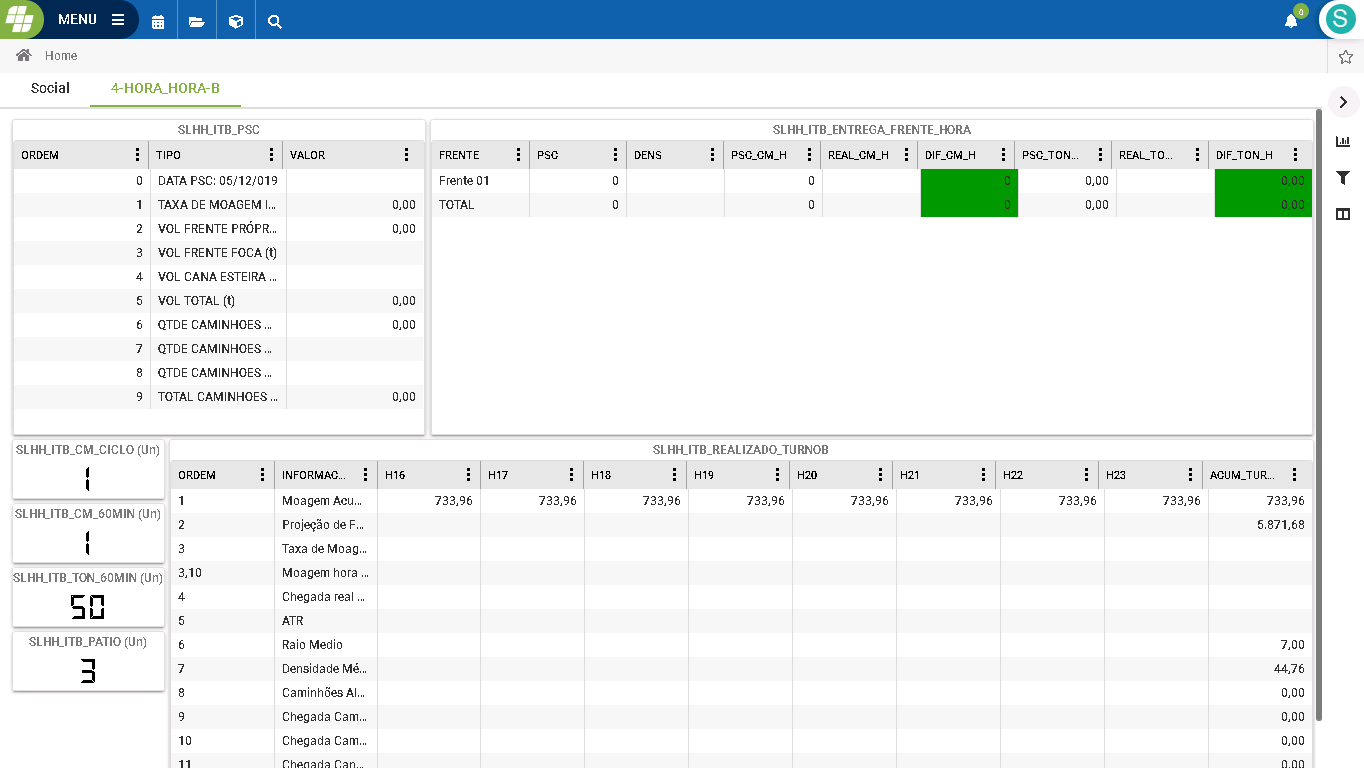 MENU
0
S
Home
Social 4-HORA_HORA-B
SLHH_ITB_PSC
ORDEM TIPO VALOR
0 DATA PSC: 05/12/019
1 TAXA DE MOAGEM I... 0,00
2 VOL FRENTE PRÓPR... 0,00
3 VOL FRENTE FOCA (t)
4 VOL CANA ESTEIRA ...
5 VOL TOTAL (t) 0,00
6 QTDE CAMINHOES ... 0,00
7 QTDE CAMINHOES ...
8 QTDE CAMINHOES ...
9 TOTAL CAMINHOES ... 0,00
SLHH_ITB_ENTREGA_FRENTE_HORA
FRENTE PSC DENS PSC_CM_H REAL_CM_H DIF_CM_H PSC_TON... REAL_TO... DIF_TON_H
Frente 01 0 0 0 0,00 0,00
TOTAL 0 0 0 0,00 0,00
SLHH_ITB_CM_CICLO (Un)
1
SLHH_ITB_CM_60MIN (Un)
1
SLHH_ITB_TON_60MIN (Un)
50
SLHH_ITB_PATIO (Un)
3
SLHH_ITB_REALIZADO_TURNOB
ORDEM INFORMAC... H16 H17 H18 H19 H20 H21 H22 H23 ACUM_TUR...
1 Moagem Acu... 733,96 733,96 733,96 733,96 733,96 733,96 733,96 733,96 733,96
2 Projeção de F... 5.871,68
3 Taxa de Moag...
3,10 Moagem hora ...
4 Chegada real ...
5 ATR
6 Raio Medio 7,00
7 Densidade Mé... 44,76
8 Caminhões Al... 0,00
9 Chegada Cam... 0,00
10 Chegada Cam... 0,00
11 Chegada Can... 0,00